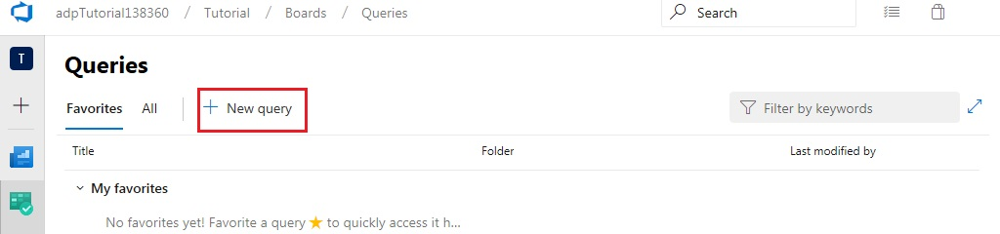 adpTutorial138360 / Tutorial / Boards / Queries Search
T
Queries
Favorites All New query Filter by keywords
Title Folder Last modified by
My favorites
No favorites yet! Favorite a query ⭐ to quickly access it h...